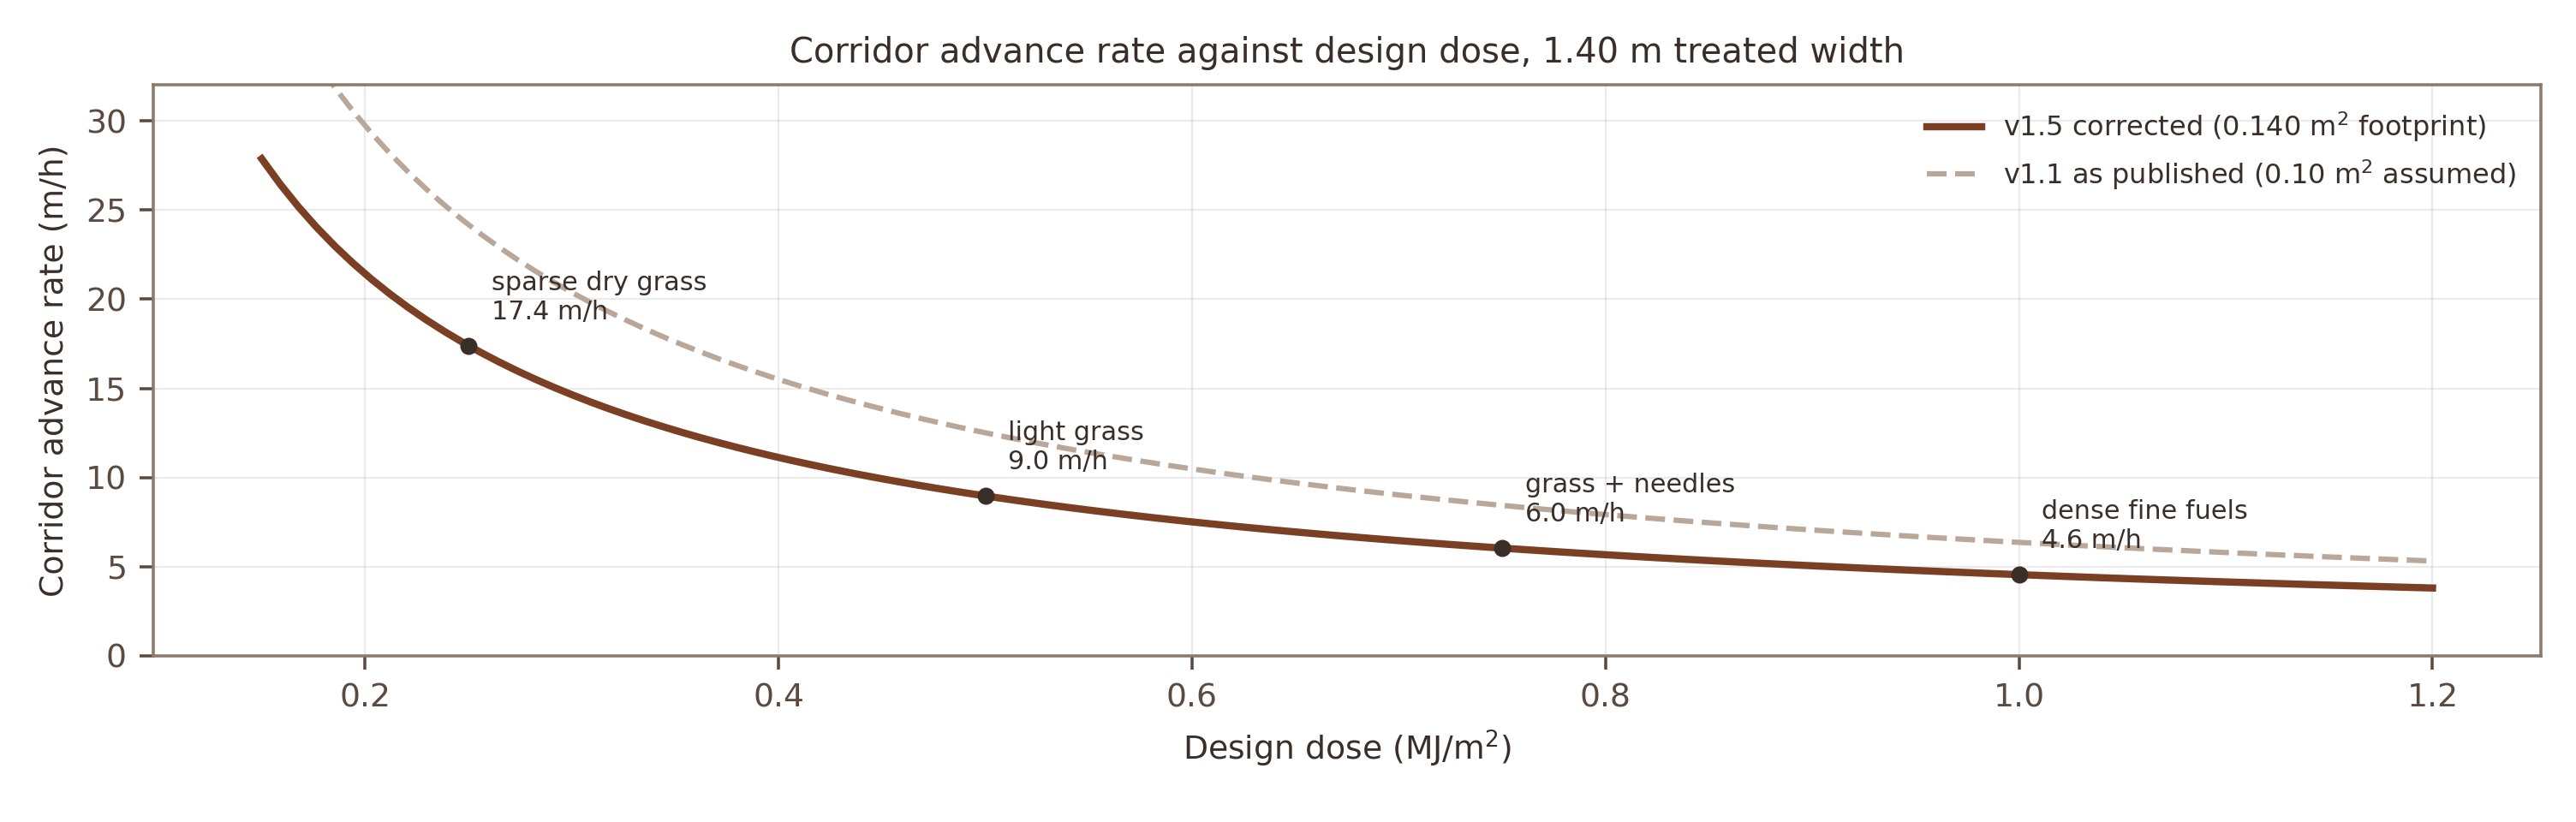 Corridor advance rate against design dose, 1.40 m treated width
Corridor advance rate (m/h)
30
25
20
15
10
5
0
v1.5 corrected (0.140 m² footprint)
v1.1 as published (0.10 m² assumed)
sparse dry grass
17.4 m/h
light grass
9.0 m/h
grass + needles
6.0 m/h
dense fine fuels
4.6 m/h
0.2
0.4
0.6
0.8
1.0
1.2
Design dose (MJ/m²)